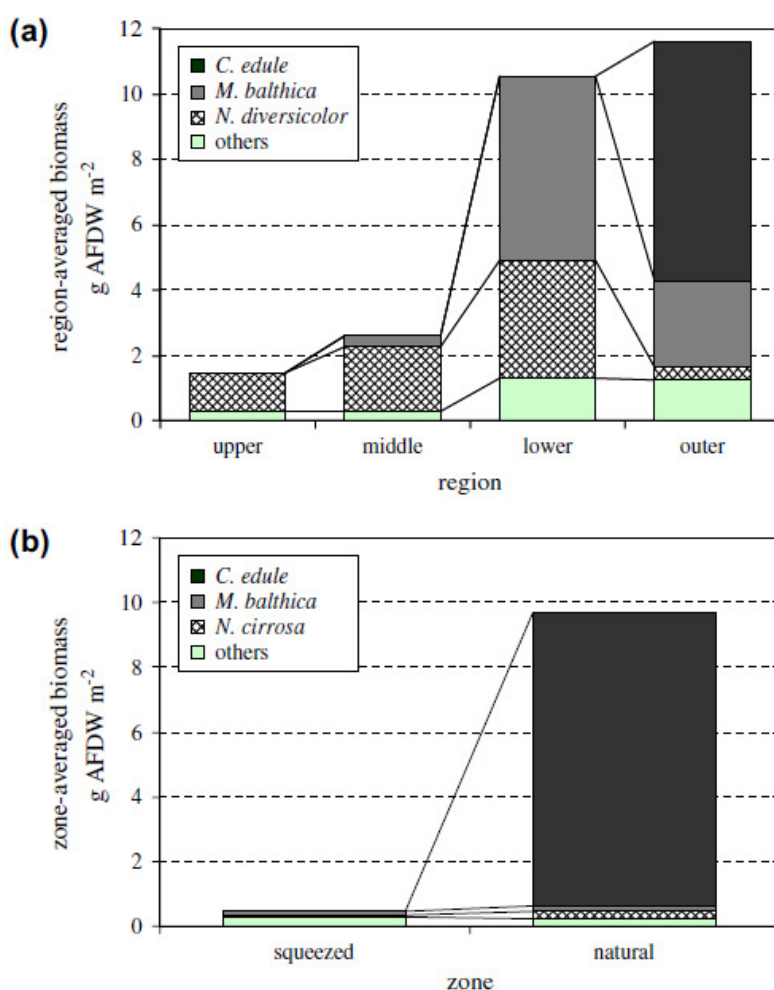 (a)
12
10
8
6
4
2
0
region-averaged biomass
g AFDW m⁻²
C. edule
M. balthica
N. diversicolor
others
upper middle lower outer
region
(b)
12
10
8
6
4
2
0
zone-averaged biomass
g AFDW m⁻²
C. edule
M. balthica
N. cirrosa
others
squeezed natural
zone